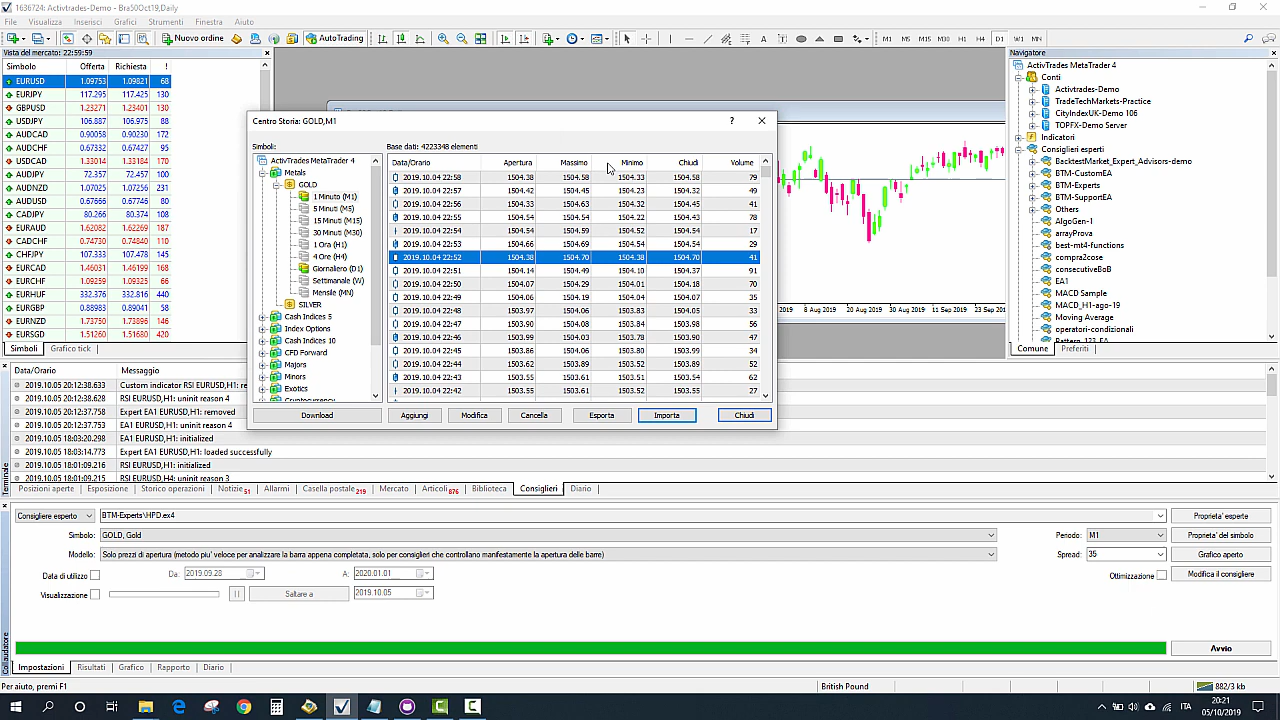 1636724: Activtrades-Demo - Bra50Oct19,Daily
File Visualizza Inserisci Grafici Strumenti Finestra Aiuto
Nuovo ordine AutoTrading A T M1 M5 M15 M30 H1 H4 D1 W1 MN
Vista del mercato: 22:59:59
Simbolo Offerta Richiesta !
EURUSD 1.09753 1.09821 68
EURJPY 117.295 117.425 130
GBPUSD 1.23271 1.23401 130
USDJPY 106.887 106.975 88
AUDCAD 0.90058 0.90230 172
AUDCHF 0.67332 0.67427 95
USDCAD 1.33014 1.33184 170
AUDJPY 72.357 72.457 100
AUDNZD 1.07025 1.07256 231
AUDUSD 0.67666 0.67746 80
CADJPY 80.266 80.374 108
EURAUD 1.62082 1.62269 187
CADCHF 0.74730 0.74840 110
CHFJPY 107.333 107.478 145
EURCAD 1.46031 1.46199 168
EURCHF 1.09259 1.09325 66
EURHUF 332.376 332.816 440
EURGBP 0.88983 0.89041 58
EURNZD 1.73750 1.73896 146
EURSGD 1.51260 1.51680 420
Simboli Grafico tick
Centro Storia: GOLD,M1
Simboli:
ActivTrades MetaTrader 4
Metals
GOLD
1 Minuto (M1)
5 Minuti (M5)
15 Minuti (M15)
30 Minuti (M30)
1 Ora (H1)
4 Ore (H4)
Giornaliero (D1)
Settimanale (W)
Mensile (MN)
SILVER
Cash Indices 5
Index Options
Cash Indices 10
CFD Forward
Majors
Minors
Exotics
Cryptocurrency
Base dati: 4223348 elementi
Data/Orario Apertura Massimo Minimo Chiudi Volume
2019.10.04 22:58 1504.38 1504.58 1504.33 1504.58 79
2019.10.04 22:57 1504.42 1504.45 1504.23 1504.32 49
2019.10.04 22:56 1504.33 1504.63 1504.32 1504.45 41
2019.10.04 22:55 1504.54 1504.54 1504.22 1504.43 78
2019.10.04 22:54 1504.54 1504.59 1504.52 1504.54 17
2019.10.04 22:53 1504.66 1504.69 1504.54 1504.54 29
2019.10.04 22:52 1504.38 1504.70 1504.38 1504.70 41
2019.10.04 22:51 1504.14 1504.49 1504.10 1504.37 91
2019.10.04 22:50 1504.07 1504.29 1504.01 1504.18 70
2019.10.04 22:49 1504.06 1504.19 1504.04 1504.07 35
2019.10.04 22:48 1503.97 1504.06 1503.83 1504.05 33
2019.10.04 22:47 1503.90 1504.08 1503.84 1503.98 56
2019.10.04 22:46 1503.99 1504.03 1503.78 1503.90 47
2019.10.04 22:45 1503.86 1504.06 1503.80 1503.99 34
2019.10.04 22:44 1503.62 1503.89 1503.52 1503.89 52
2019.10.04 22:43 1503.55 1503.61 1503.51 1503.54 62
2019.10.04 22:42 1503.55 1503.61 1503.52 1503.55 27
Download Aggiungi Modifica Cancella Esporta Importa Chiudi
2019 8 Aug 2019 20 Aug 2019 30 Aug 2019 11 Sep 2019 23 Sep 201
Navigatore
ActivTrades MetaTrader 4
Conti
Activtrades-Demo
TradeTechMarkets-Practice
CityIndexUK-Demo 106
TOPFX-Demo Server
Indicatori
Consiglieri esperti
BacktestMarket_Expert_Advisors-demo
BTM-CustomEA
BTM-Experts
BTM-SupportEA
Others
AlgoGen-1
arrayProva
best-mt4-functions
compra2cose
consecutiveBoB
EA1
MACD Sample
MACD_H1-ago-19
Moving Average
operatori-condizionali
Pattern_123_EA
Comune Preferiti
Data/Orario Messaggio
2019.10.05 20:12:38.633 Custom indicator RSI EURUSD,H1: r
2019.10.05 20:12:38.628 RSI EURUSD,H1: uninit reason 4
2019.10.05 20:12:37.758 Expert EA1 EURUSD,H1: removed
2019.10.05 20:12:37.753 EA1 EURUSD,H1: uninit reason 4
2019.10.05 18:03:20.298 EA1 EURUSD,H1: initialized
2019.10.05 18:03:14.773 Expert EA1 EURUSD,H1: loaded successfully
2019.10.05 18:01:09.216 RSI EURUSD,H1: initialized
2019.10.05 18:01:09.215 RSI EURUSD,H4: uninit reason 3
Terminale
Posizioni aperte Esposizione Storico operazioni Notizie 51 Allarmi Casella postale 219 Mercato Articoli 876 Biblioteca Consiglieri Diario
Consigliere esperto BTM-Experts\HPD.ex4 Proprieta' esperte
Simbolo: GOLD, Gold Periodo: M1 Proprieta' del simbolo
Modello: Solo prezzi di apertura (metodo piu' veloce per analizzare la barra appena completata, solo per consiglieri che controllano manifestamente la apertura delle barre) Spread: 35 Grafico aperto
Data di utilizzo Da: 2019.09.28 A: 2020.01.01 Ottimizzazione Modifica il consigliere
Visualizzazione Saltare a 2019.10.05
Avvio
Collaudatore
Impostazioni Risultati Grafico Rapporto Diario
Per aiuto, premi F1 British Pound 882/3 kb
ITA 20:21
05/10/2019